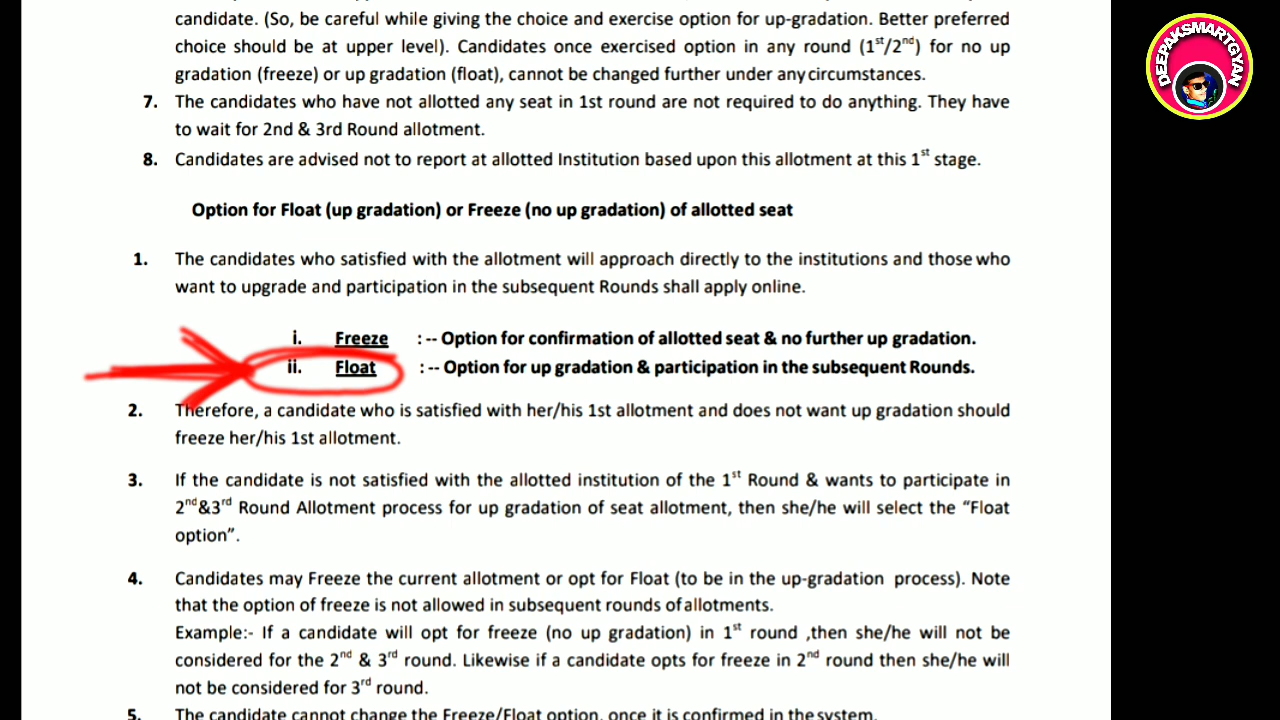 candidate. (So, be careful while giving the choice and exercise option for up-gradation. Better preferred
choice should be at upper level). Candidates once exercised option in any round (1st/2nd) for no up
gradation (freeze) or up gradation (float), cannot be changed further under anycircumstances.
7. The candidates who have not allotted any seat in 1st round are not required to do anything. They have
to wait for 2nd & 3rd Round allotment.
8. Candidates are advised not to report at allotted Institution based upon this allotment at this 1st stage.
Option for Float (up gradation) or Freeze (no up gradation) of allotted seat
1. The candidates who satisfied with the allotment will approach directly to the institutions and those who
want to upgrade and participation in the subsequent Rounds shall apply online.
i. Freeze : -- Option for confirmation of allotted seat & no further up gradation.
ii. Float : -- Option for up gradation & participation in the subsequent Rounds.
2. Therefore, a candidate who is satisfied with her/his 1st allotment and does not want up gradation should
freeze her/his 1st allotment.
3. If the candidate is not satisfied with the allotted institution of the 1st Round & wants to participate in
2nd&3rd Round Allotment process for up gradation of seat allotment, then she/he will select the “Float
option”.
4. Candidates may Freeze the current allotment or opt for Float (to be in the up-gradation process). Note
that the option of freeze is not allowed in subsequent rounds of allotments.
Example:- If a candidate will opt for freeze (no up gradation) in 1st round ,then she/he will not be
considered for the 2nd & 3rd round. Likewise if a candidate opts for freeze in 2nd round then she/he will
not be considered for 3rd round.
5. The candidate cannot change the Freeze/Float option, once it is confirmed in the system.
DEEPAKSMARTGYAN